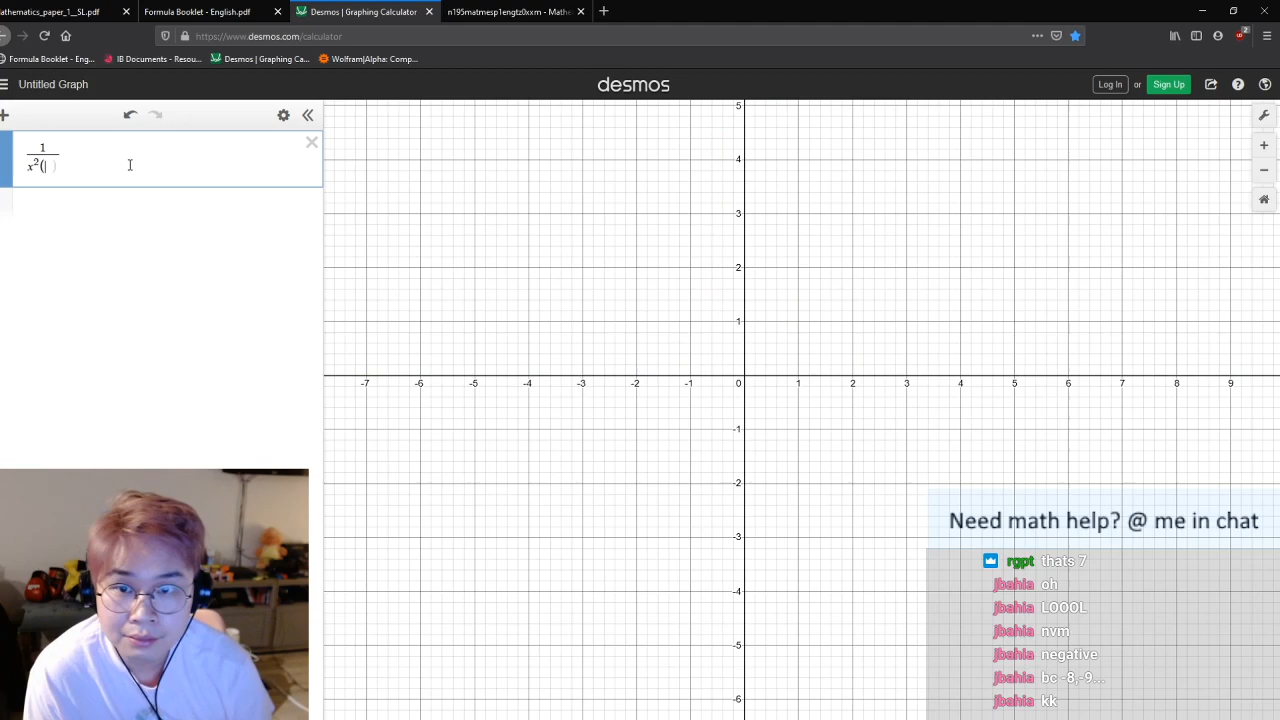 athematics_paper_1__SL.pdf
Formula Booklet - English.pdf
Desmos | Graphing Calculator
n195matmesp1engtz0xxm - Mathe
https://www.desmos.com/calculator
Formula Booklet - Eng...
IB Documents - Resou...
Desmos | Graphing Ca...
Wolfram|Alpha: Comp...
2
Untitled Graph
desmos
Log In or Sign Up
1
x²( )
5
4
3
2
1
-7 -6 -5 -4 -3 -2 -1 0 1 2 3 4 5 6 7 8 9
-1
-2
-3
-4
-5
-6
Need math help? @ me in chat
rgpt thats 7
jbahia oh
jbahia LOOOL
jbahia nvm
jbahia negative
jbahia bc -8,-9...
jbahia kk